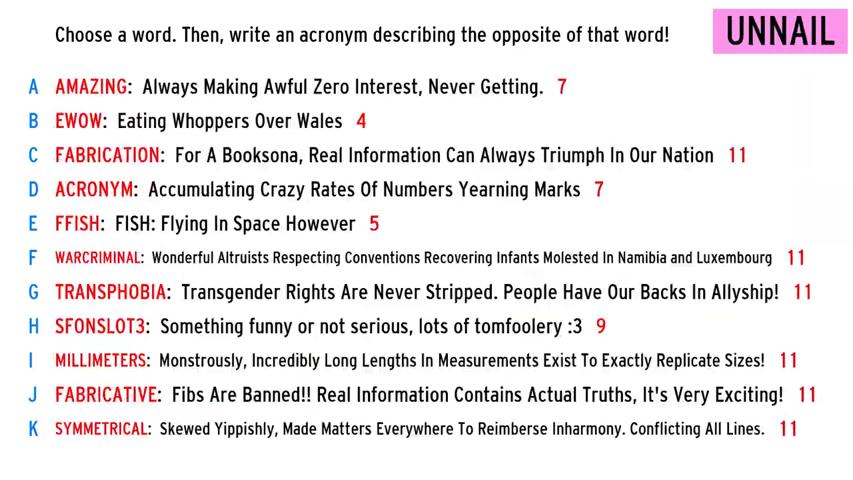 Choose a word. Then, write an acronym describing the opposite of that word!
UNNAIL
A AMAZING: Always Making Awful Zero Interest, Never Getting. 7
B EWOW: Eating Whoppers Over Wales 4
C FABRICATION: For A Booksona, Real Information Can Always Triumph In Our Nation 11
D ACRONYM: Accumulating Crazy Rates Of Numbers Yearning Marks 7
E FFISH: FISH: Flying In Space However 5
F WARCRIMINAL: Wonderful Altruists Respecting Conventions Recovering Infants Molested In Namibia and Luxembourg 11
G TRANSPHOBIA: Transgender Rights Are Never Stripped. People Have Our Backs In Allyship! 11
H SFONSLOT3: Something funny or not serious, lots of tomfoolery :3 9
I MILLIMETERS: Monstrously, Incredibly Long Lengths In Measurements Exist To Exactly Replicate Sizes! 11
J FABRICATIVE: Fibs Are Banned!! Real Information Contains Actual Truths, It's Very Exciting! 11
K SYMMETRICAL: Skewed Yippishly, Made Matters Everywhere To Reimberse Inharmony. Conflicting All Lines. 11